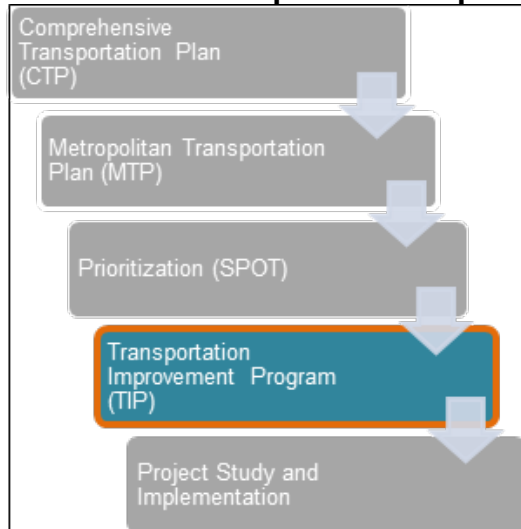 Comprehensive
Transportation Plan
(CTP)
Metropolitan Transportation
Plan (MTP)
Prioritization (SPOT)
Transportation
Improvement Program
(TIP)
Project Study and
Implementation